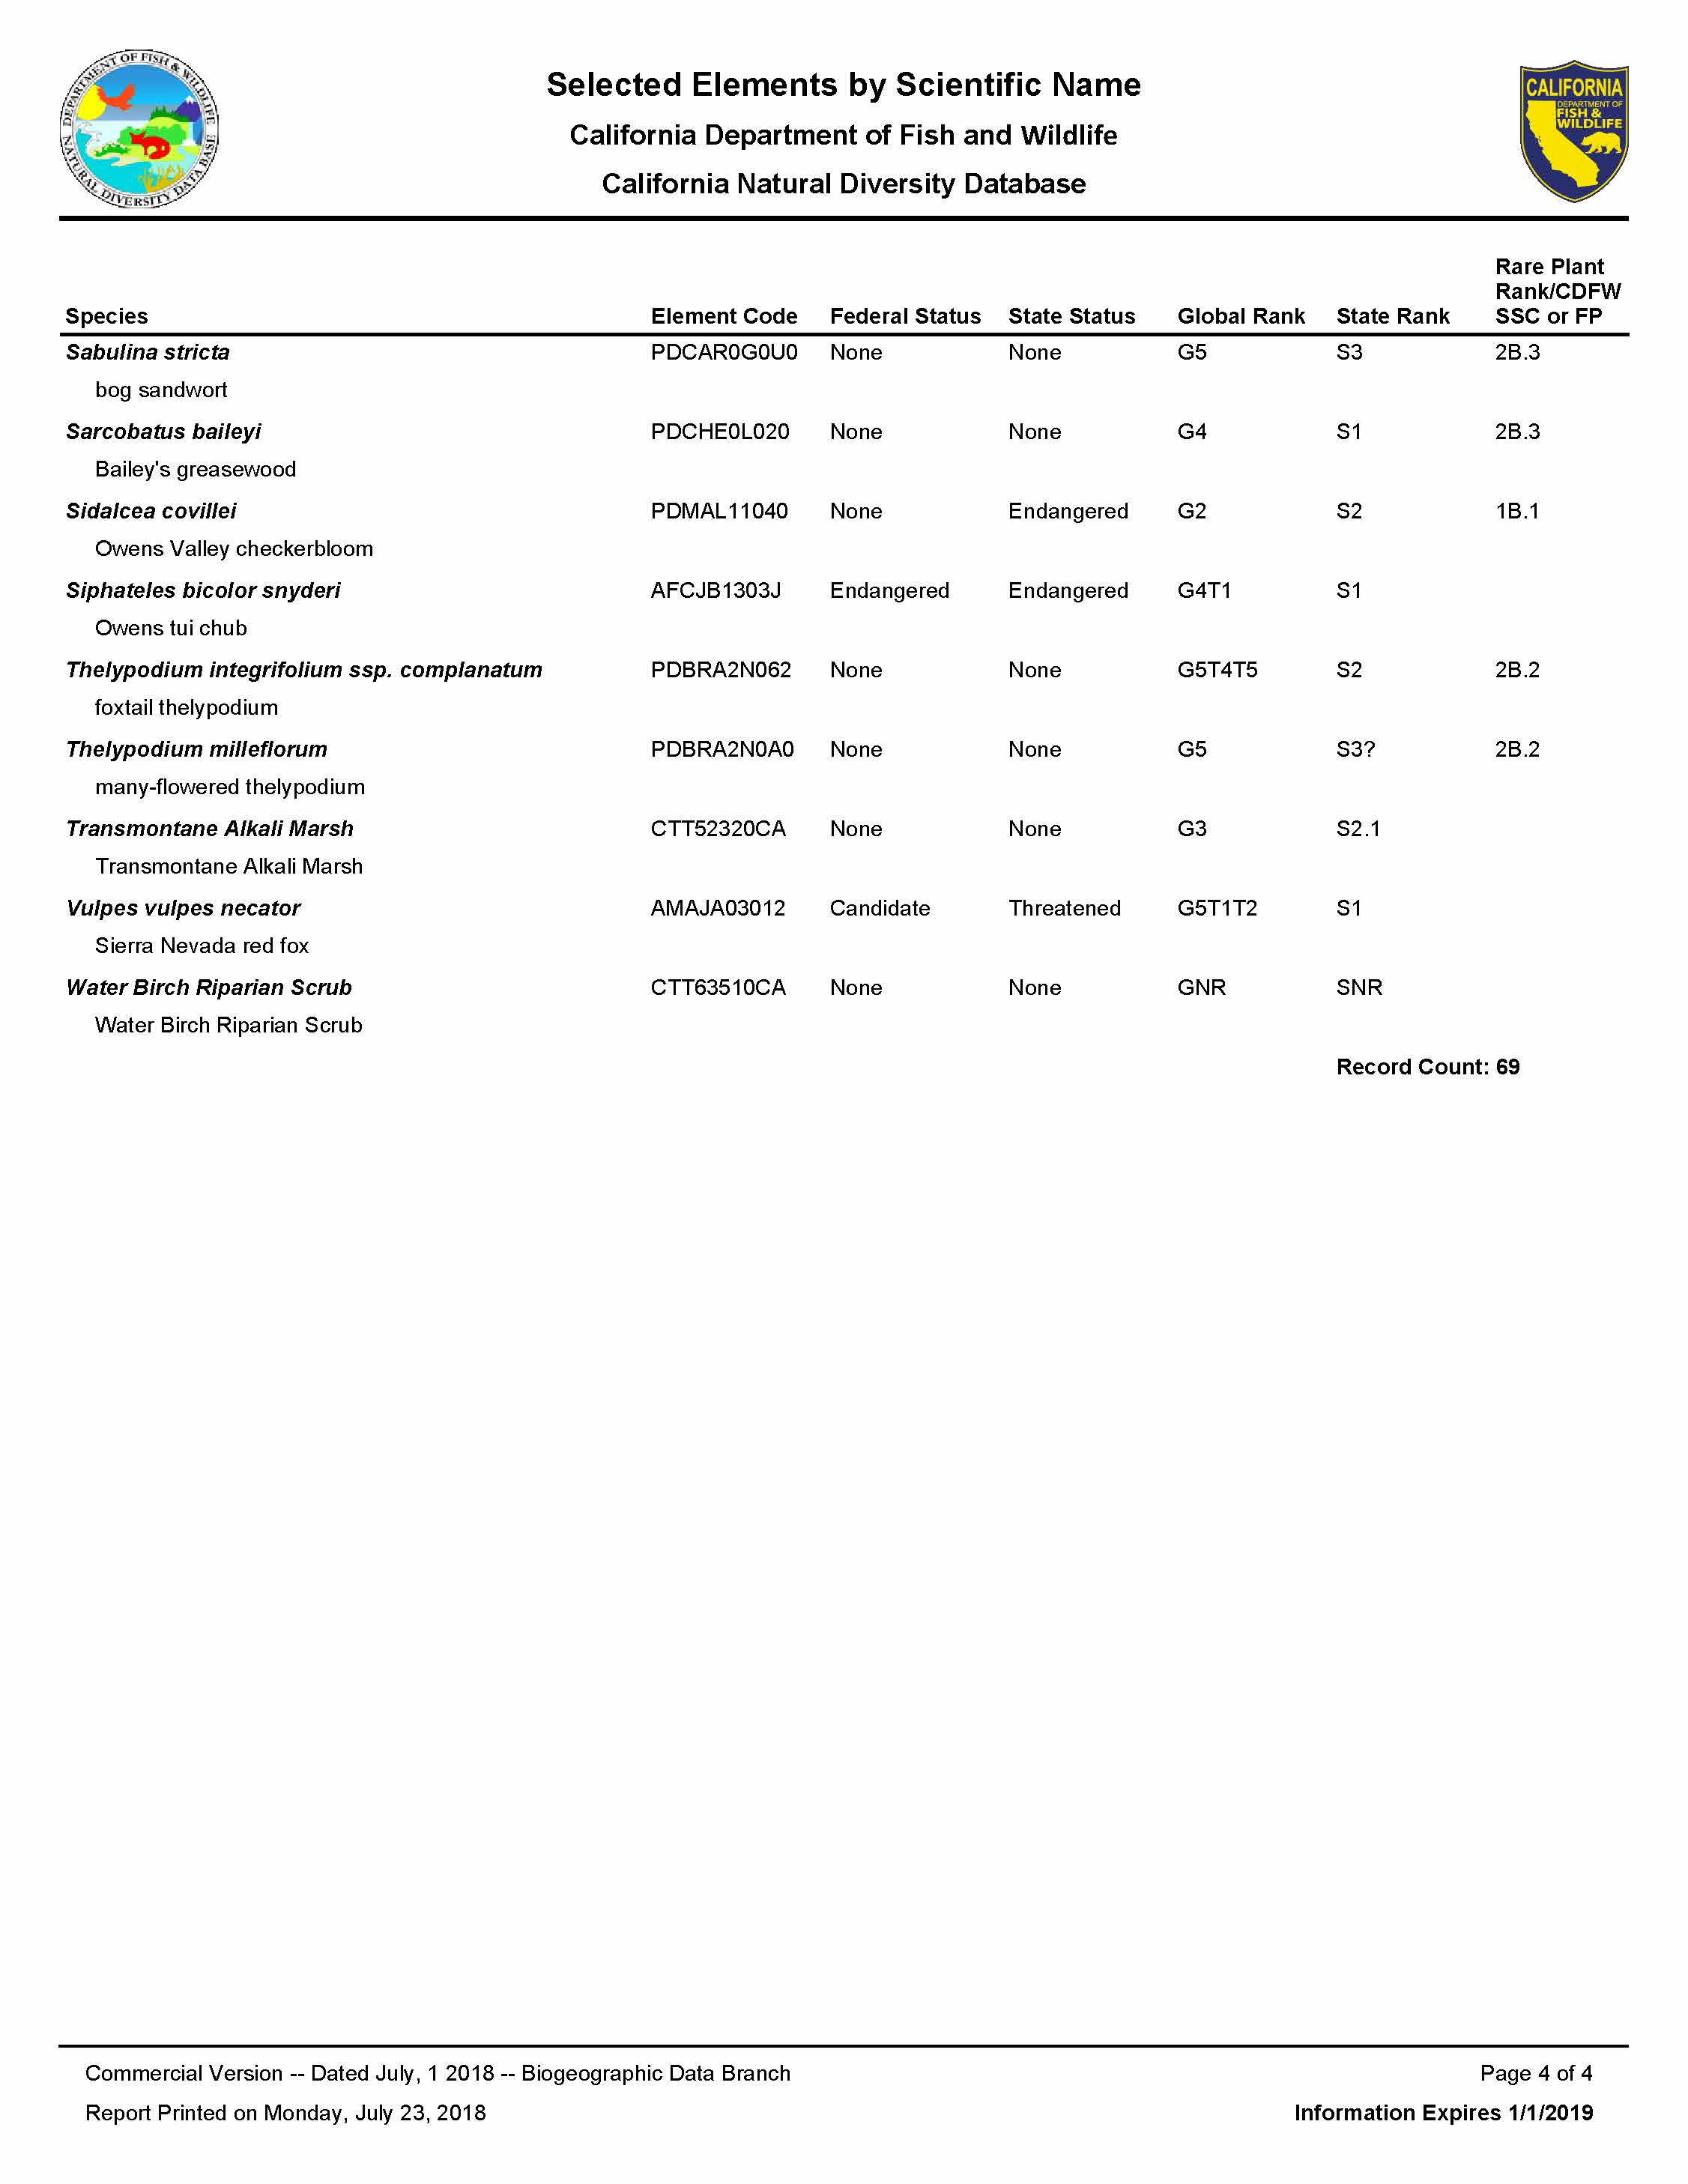 DEPARTMENT OF FISH & WILDLIFE
NATURAL DIVERSITY DATA BASE
Selected Elements by Scientific Name
California Department of Fish and Wildlife
California Natural Diversity Database
CALIFORNIA
DEPARTMENT OF
FISH &
WILDLIFE
Species Element Code Federal Status State Status Global Rank State Rank Rare Plant Rank/CDFW SSC or FP
Sabulina stricta PDCAR0G0U0 None None G5 S3 2B.3
bog sandwort
Sarcobatus baileyi PDCHE0L020 None None G4 S1 2B.3
Bailey's greasewood
Sidalcea covillei PDMAL11040 None Endangered G2 S2 1B.1
Owens Valley checkerbloom
Siphateles bicolor snyderi AFCJB1303J Endangered Endangered G4T1 S1
Owens tui chub
Thelypodium integrifolium ssp. complanatum PDBRA2N062 None None G5T4T5 S2 2B.2
foxtail thelypodium
Thelypodium milleflorum PDBRA2N0A0 None None G5 S3? 2B.2
many-flowered thelypodium
Transmontane Alkali Marsh CTT52320CA None None G3 S2.1
Transmontane Alkali Marsh
Vulpes vulpes necator AMAJA03012 Candidate Threatened G5T1T2 S1
Sierra Nevada red fox
Water Birch Riparian Scrub CTT63510CA None None GNR SNR
Water Birch Riparian Scrub
Record Count: 69
Commercial Version -- Dated July, 1 2018 -- Biogeographic Data Branch Page 4 of 4
Report Printed on Monday, July 23, 2018 Information Expires 1/1/2019